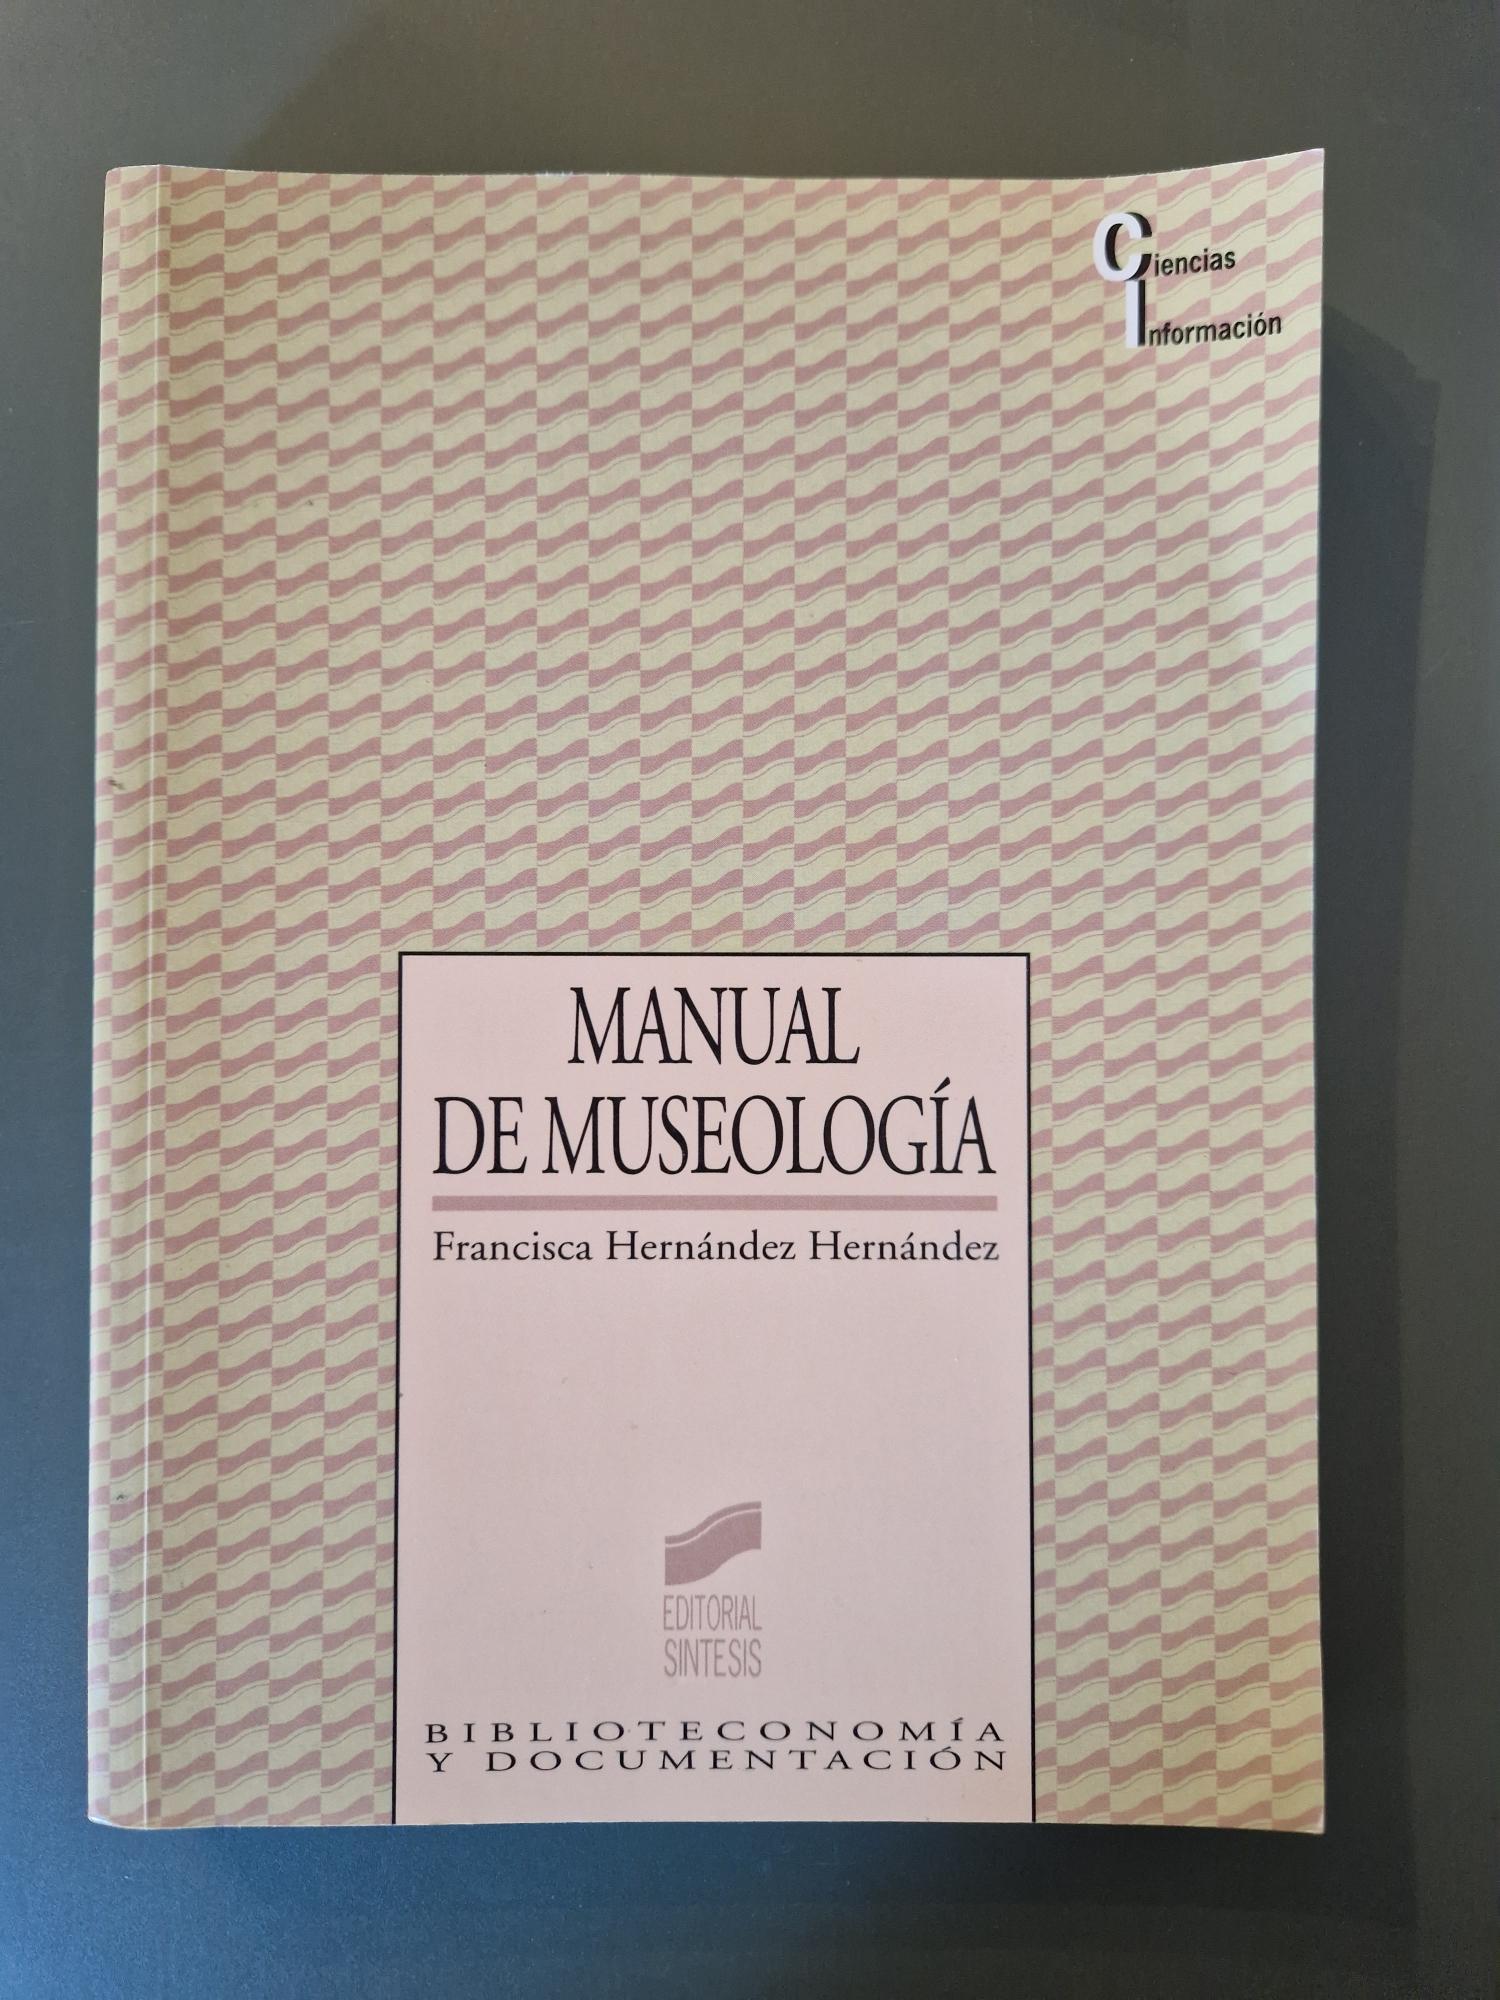 Ciencias
Información
MANUAL
DE MUSEOLOGÍA
Francisca Hernández Hernández
EDITORIAL
SINTESIS
BIBLIOTECONOMÍA
Y DOCUMENTACIÓN